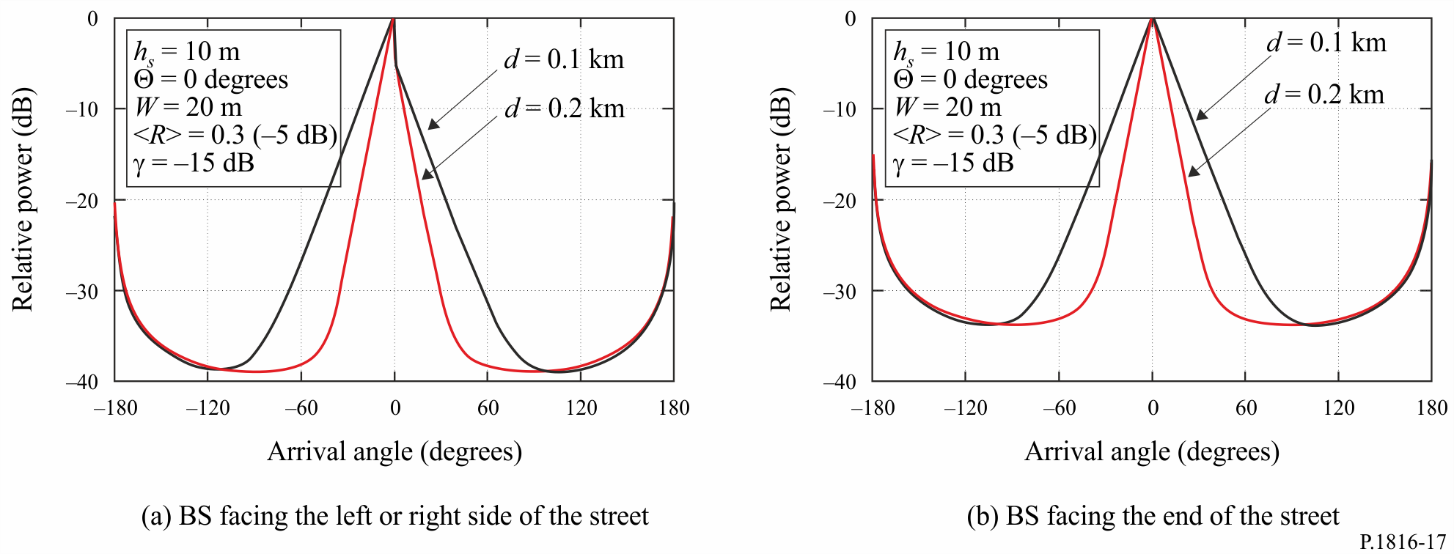 Relative power (dB)
0
–10
–20
–30
–40
h_s = 10 m
Θ = 0 degrees
W = 20 m
<R> = 0.3 (–5 dB)
γ = –15 dB
d = 0.1 km
d = 0.2 km
–180
–120
–60
0
60
120
180
Arrival angle (degrees)
(a) BS facing the left or right side of the street
Relative power (dB)
0
–10
–20
–30
–40
h_s = 10 m
Θ = 0 degrees
W = 20 m
<R> = 0.3 (–5 dB)
γ = –15 dB
d = 0.1 km
d = 0.2 km
–180
–120
–60
0
60
120
180
Arrival angle (degrees)
(b) BS facing the end of the street
P.1816-17